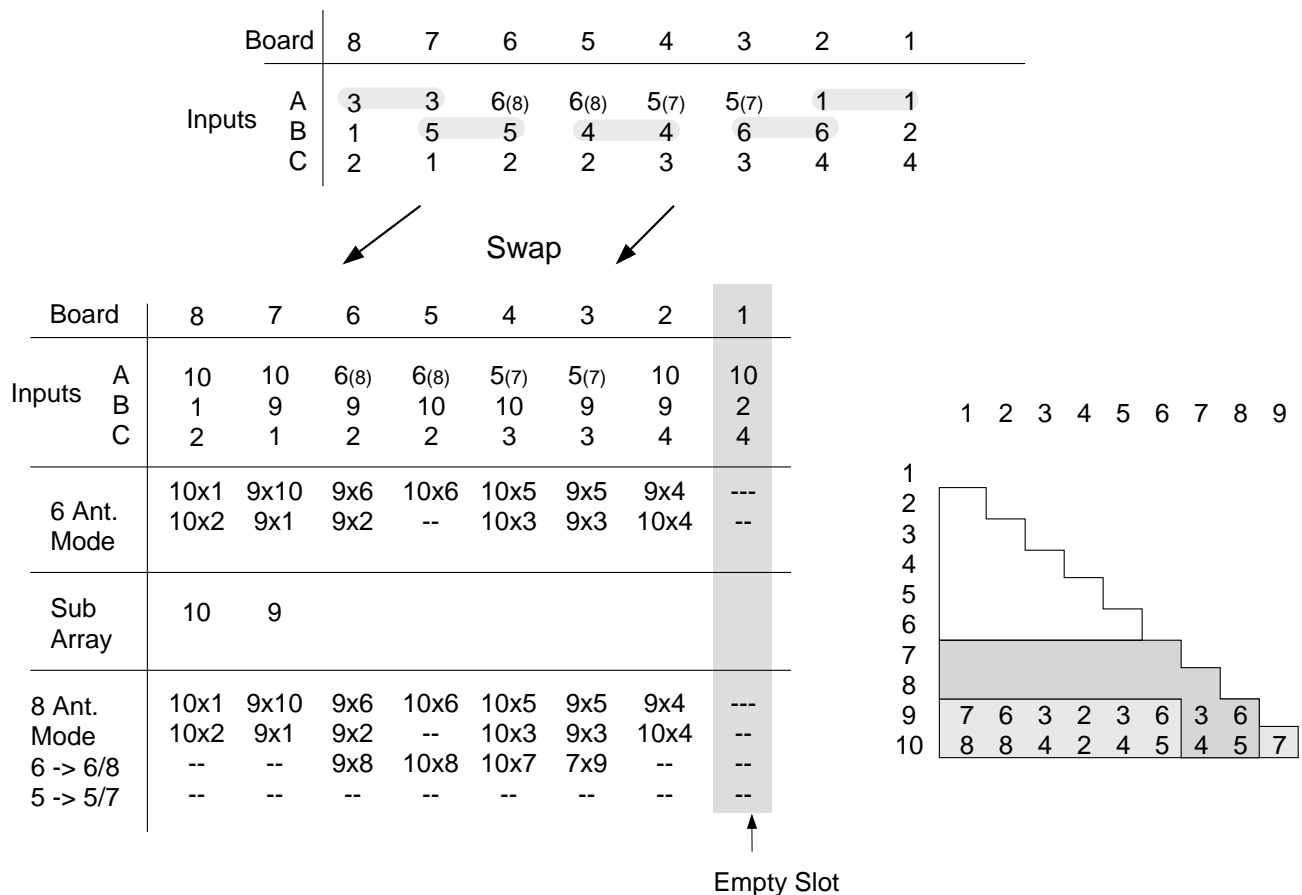 Board 8 7 6 5 4 3 2 1
Inputs
A 3 3 6(8) 6(8) 5(7) 5(7) 1 1
B 1 5 5 4 4 6 6 2
C 2 1 2 2 3 3 4 4
Swap
Board 8 7 6 5 4 3 2 1
Inputs
A 10 10 6(8) 6(8) 5(7) 5(7) 10 10
B 1 9 9 10 10 9 9 2
C 2 1 2 2 3 3 4 4
6 Ant.
Mode
10x1 9x10 9x6 10x6 10x5 9x5 9x4 ---
10x2 9x1 9x2 -- 10x3 9x3 10x4 --
Sub
Array
10 9
8 Ant. 10x1 9x10 9x6 10x6 10x5 9x5 9x4 ---
Mode 10x2 9x1 9x2 -- 10x3 9x3 10x4 --
6 -> 6/8 -- -- 9x8 10x8 10x7 7x9 -- --
5 -> 5/7 -- -- -- -- -- -- -- --
Empty Slot
1 2 3 4 5 6 7 8 9
1
2
3
4
5
6
7
8
9 7 6 3 2 3 6 3 6
10 8 8 4 2 4 5 4 5 7